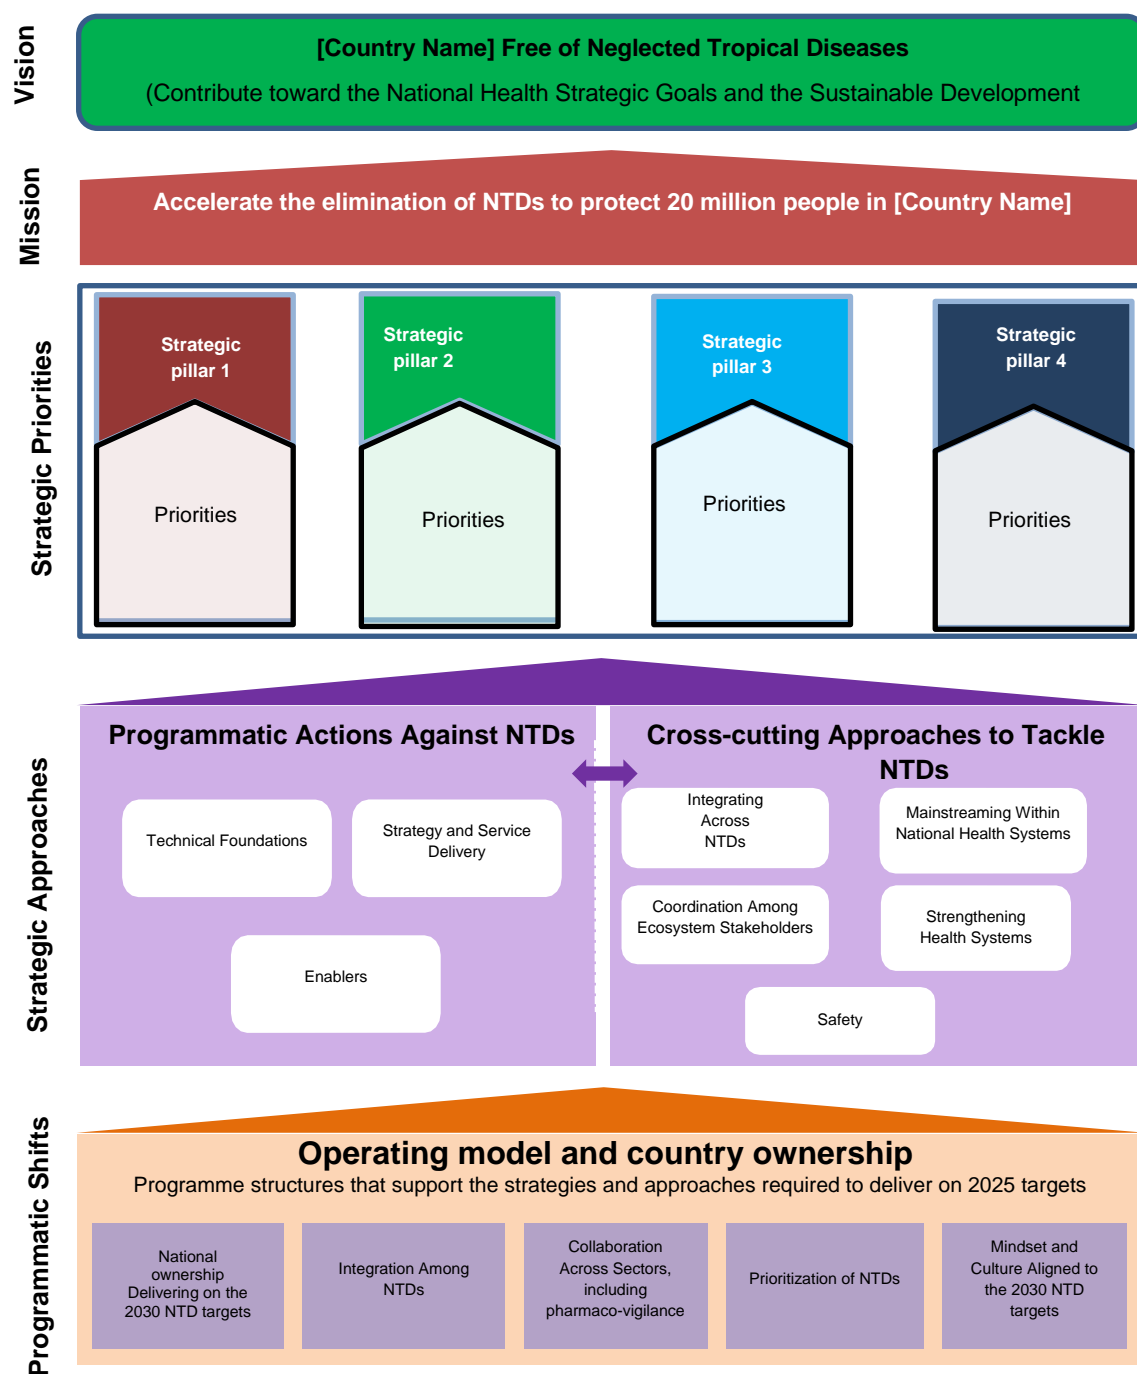 Vision
[Country Name] Free of Neglected Tropical Diseases
(Contribute toward the National Health Strategic Goals and the Sustainable Development
Mission
Accelerate the elimination of NTDs to protect 20 million people in [Country Name]
Strategic Priorities
Strategic
pillar 1
Priorities
Strategic
pillar 2
Priorities
Strategic
pillar 3
Priorities
Strategic
pillar 4
Priorities
Strategic Approaches
Programmatic Actions Against NTDs
Technical Foundations
Strategy and Service
Delivery
Enablers
Cross-cutting Approaches to Tackle
NTDs
Integrating
Across
NTDs
Mainstreaming Within
National Health Systems
Coordination Among
Ecosystem Stakeholders
Strengthening
Health Systems
Safety
Programmatic Shifts
Operating model and country ownership
Programme structures that support the strategies and approaches required to deliver on 2025 targets
National
ownership
Delivering on the
2030 NTD targets
Integration Among
NTDs
Collaboration
Across Sectors,
including
pharmaco-vigilance
Prioritization of NTDs
Mindset and
Culture Aligned to
the 2030 NTD
targets